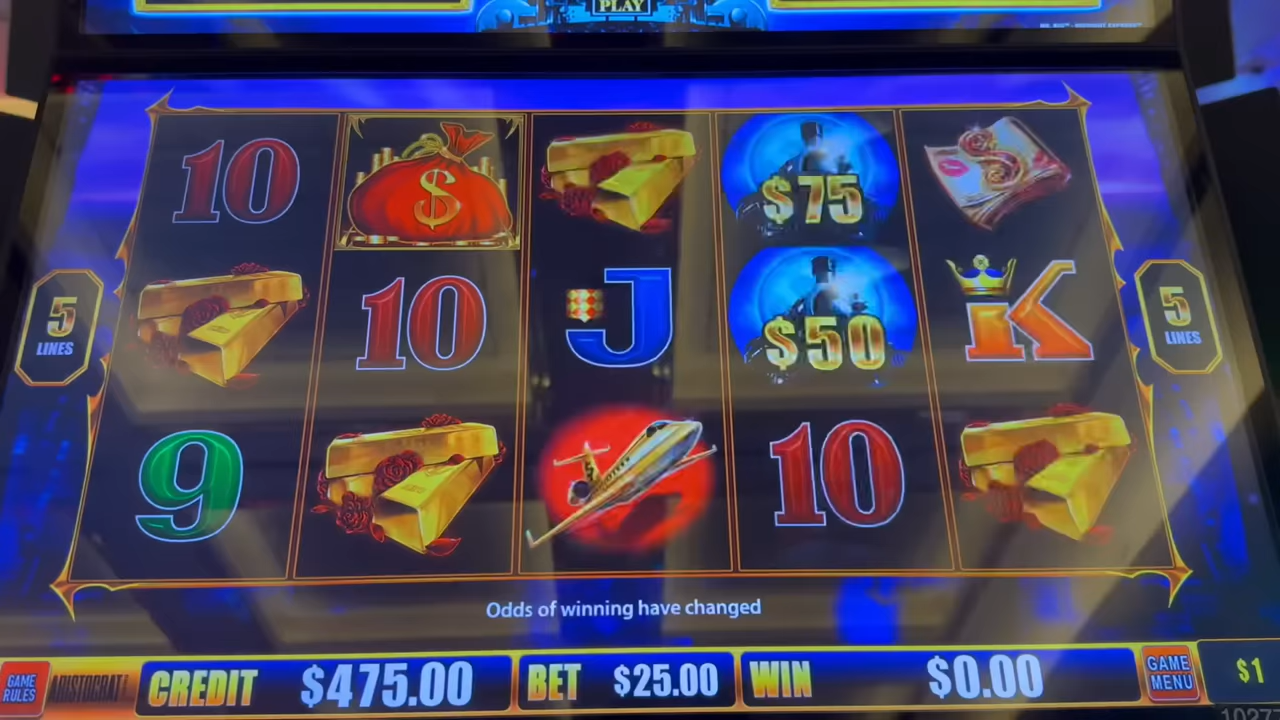 PLAY
10
$
$75
10
J
$50
K
5
LINES
5
LINES
9
10
Odds of winning have changed
GAME
RULES
ARISTOCRAT
CREDIT $475.00
BET $25.00
WIN $0.00
GAME
MENU
$1